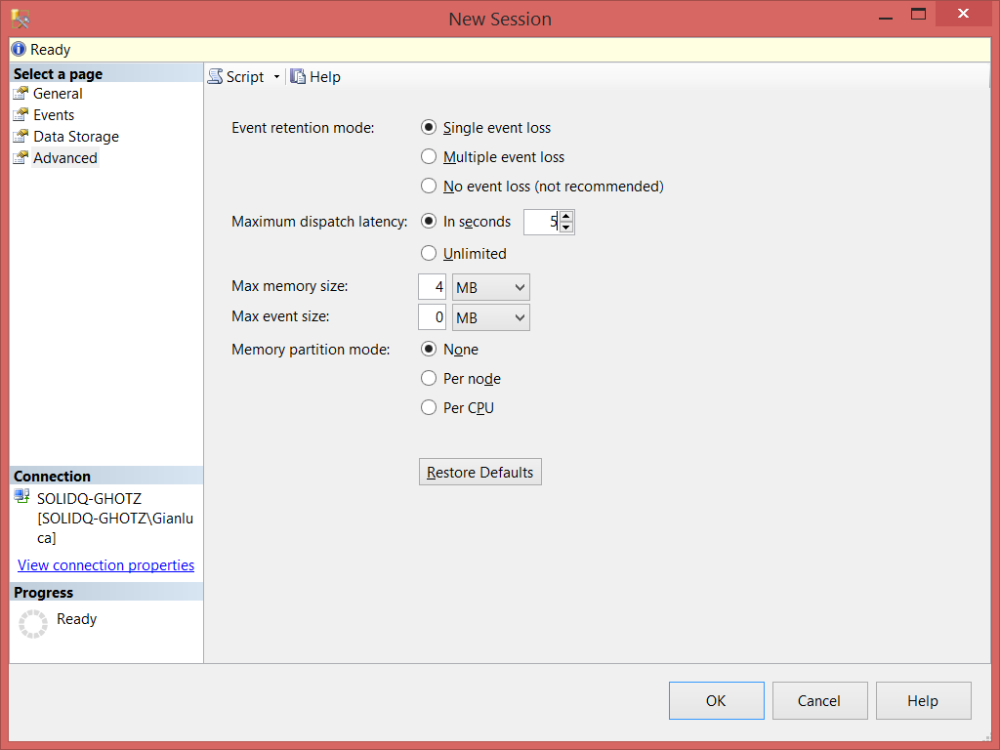 New Session
Ready
Select a page
General
Events
Data Storage
Advanced
Connection
SOLIDQ-GHOTZ
[SOLIDQ-GHOTZ\Gianlu
ca]
View connection properties
Progress
Ready
Script Help
Event retention mode: Single event loss
Multiple event loss
No event loss (not recommended)
Maximum dispatch latency: In seconds 5
Unlimited
Max memory size: 4 MB
Max event size: 0 MB
Memory partition mode: None
Per node
Per CPU
Restore Defaults
OK Cancel Help